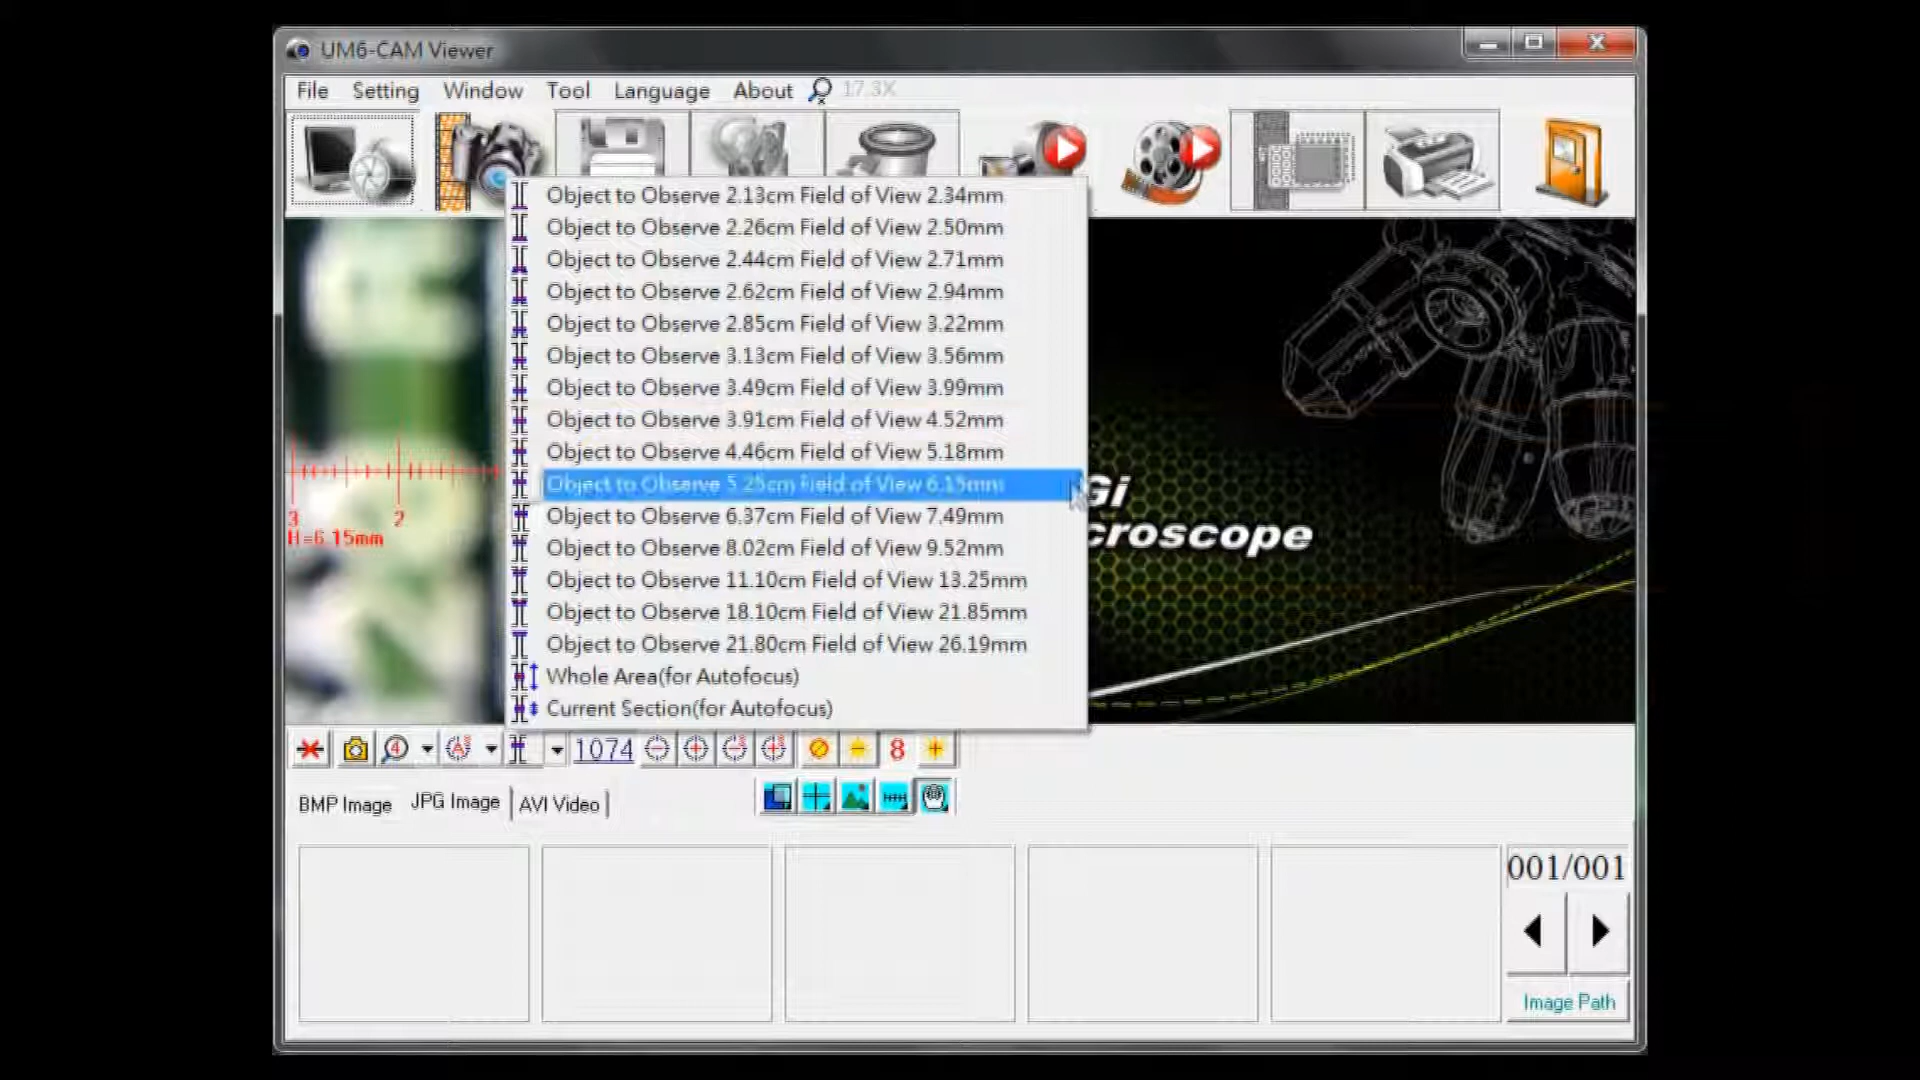 UM6-CAM Viewer
File Setting Window Tool Language About 17.3X
Object to Observe 2.13cm Field of View 2.34mm
Object to Observe 2.26cm Field of View 2.50mm
Object to Observe 2.44cm Field of View 2.71mm
Object to Observe 2.62cm Field of View 2.94mm
Object to Observe 2.85cm Field of View 3.22mm
Object to Observe 3.13cm Field of View 3.56mm
Object to Observe 3.49cm Field of View 3.99mm
Object to Observe 3.91cm Field of View 4.52mm
Object to Observe 4.46cm Field of View 5.18mm
Object to Observe 5.25cm Field of View 6.15mm
Object to Observe 6.37cm Field of View 7.49mm
Object to Observe 8.02cm Field of View 9.52mm
Object to Observe 11.10cm Field of View 13.25mm
Object to Observe 18.10cm Field of View 21.85mm
Object to Observe 21.80cm Field of View 26.19mm
Whole Area(for Autofocus)
Current Section(for Autofocus)
3 2
H=6.15mm
Gi
croscope
4 A 1074 8
BMP Image JPG Image AVI Video
001/001
Image Path